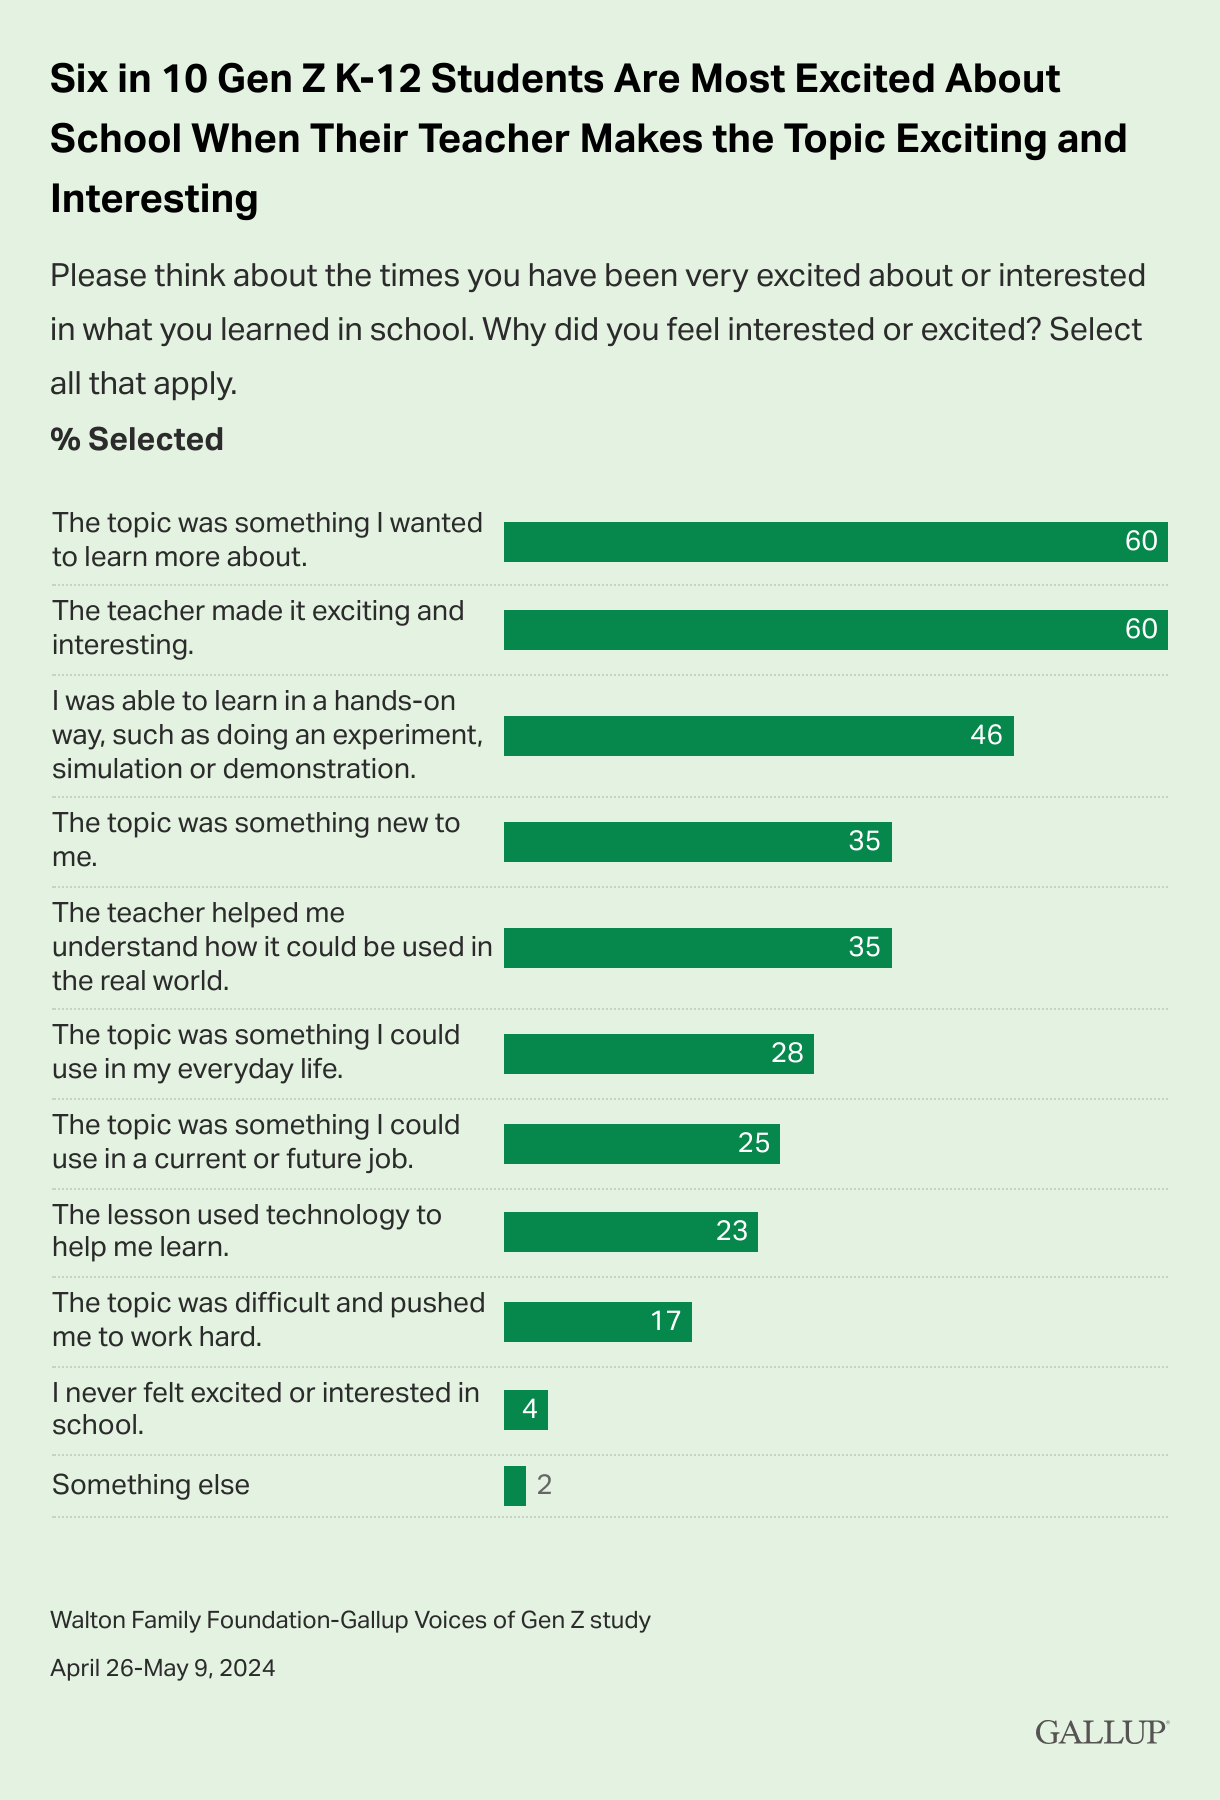 Six in 10 Gen Z K-12 Students Are Most Excited About
School When Their Teacher Makes the Topic Exciting and
Interesting
Please think about the times you have been very excited about or interested
in what you learned in school. Why did you feel interested or excited? Select
all that apply.
% Selected
The topic was something I wanted
to learn more about.
60
The teacher made it exciting and
interesting.
60
I was able to learn in a hands-on
way, such as doing an experiment,
simulation or demonstration.
46
The topic was something new to
me.
35
The teacher helped me
understand how it could be used in
the real world.
35
The topic was something I could
use in my everyday life.
28
The topic was something I could
use in a current or future job.
25
The lesson used technology to
help me learn.
23
The topic was difficult and pushed
me to work hard.
17
I never felt excited or interested in
school.
4
Something else
2
Walton Family Foundation-Gallup Voices of Gen Z study
April 26-May 9, 2024
GALLUP®